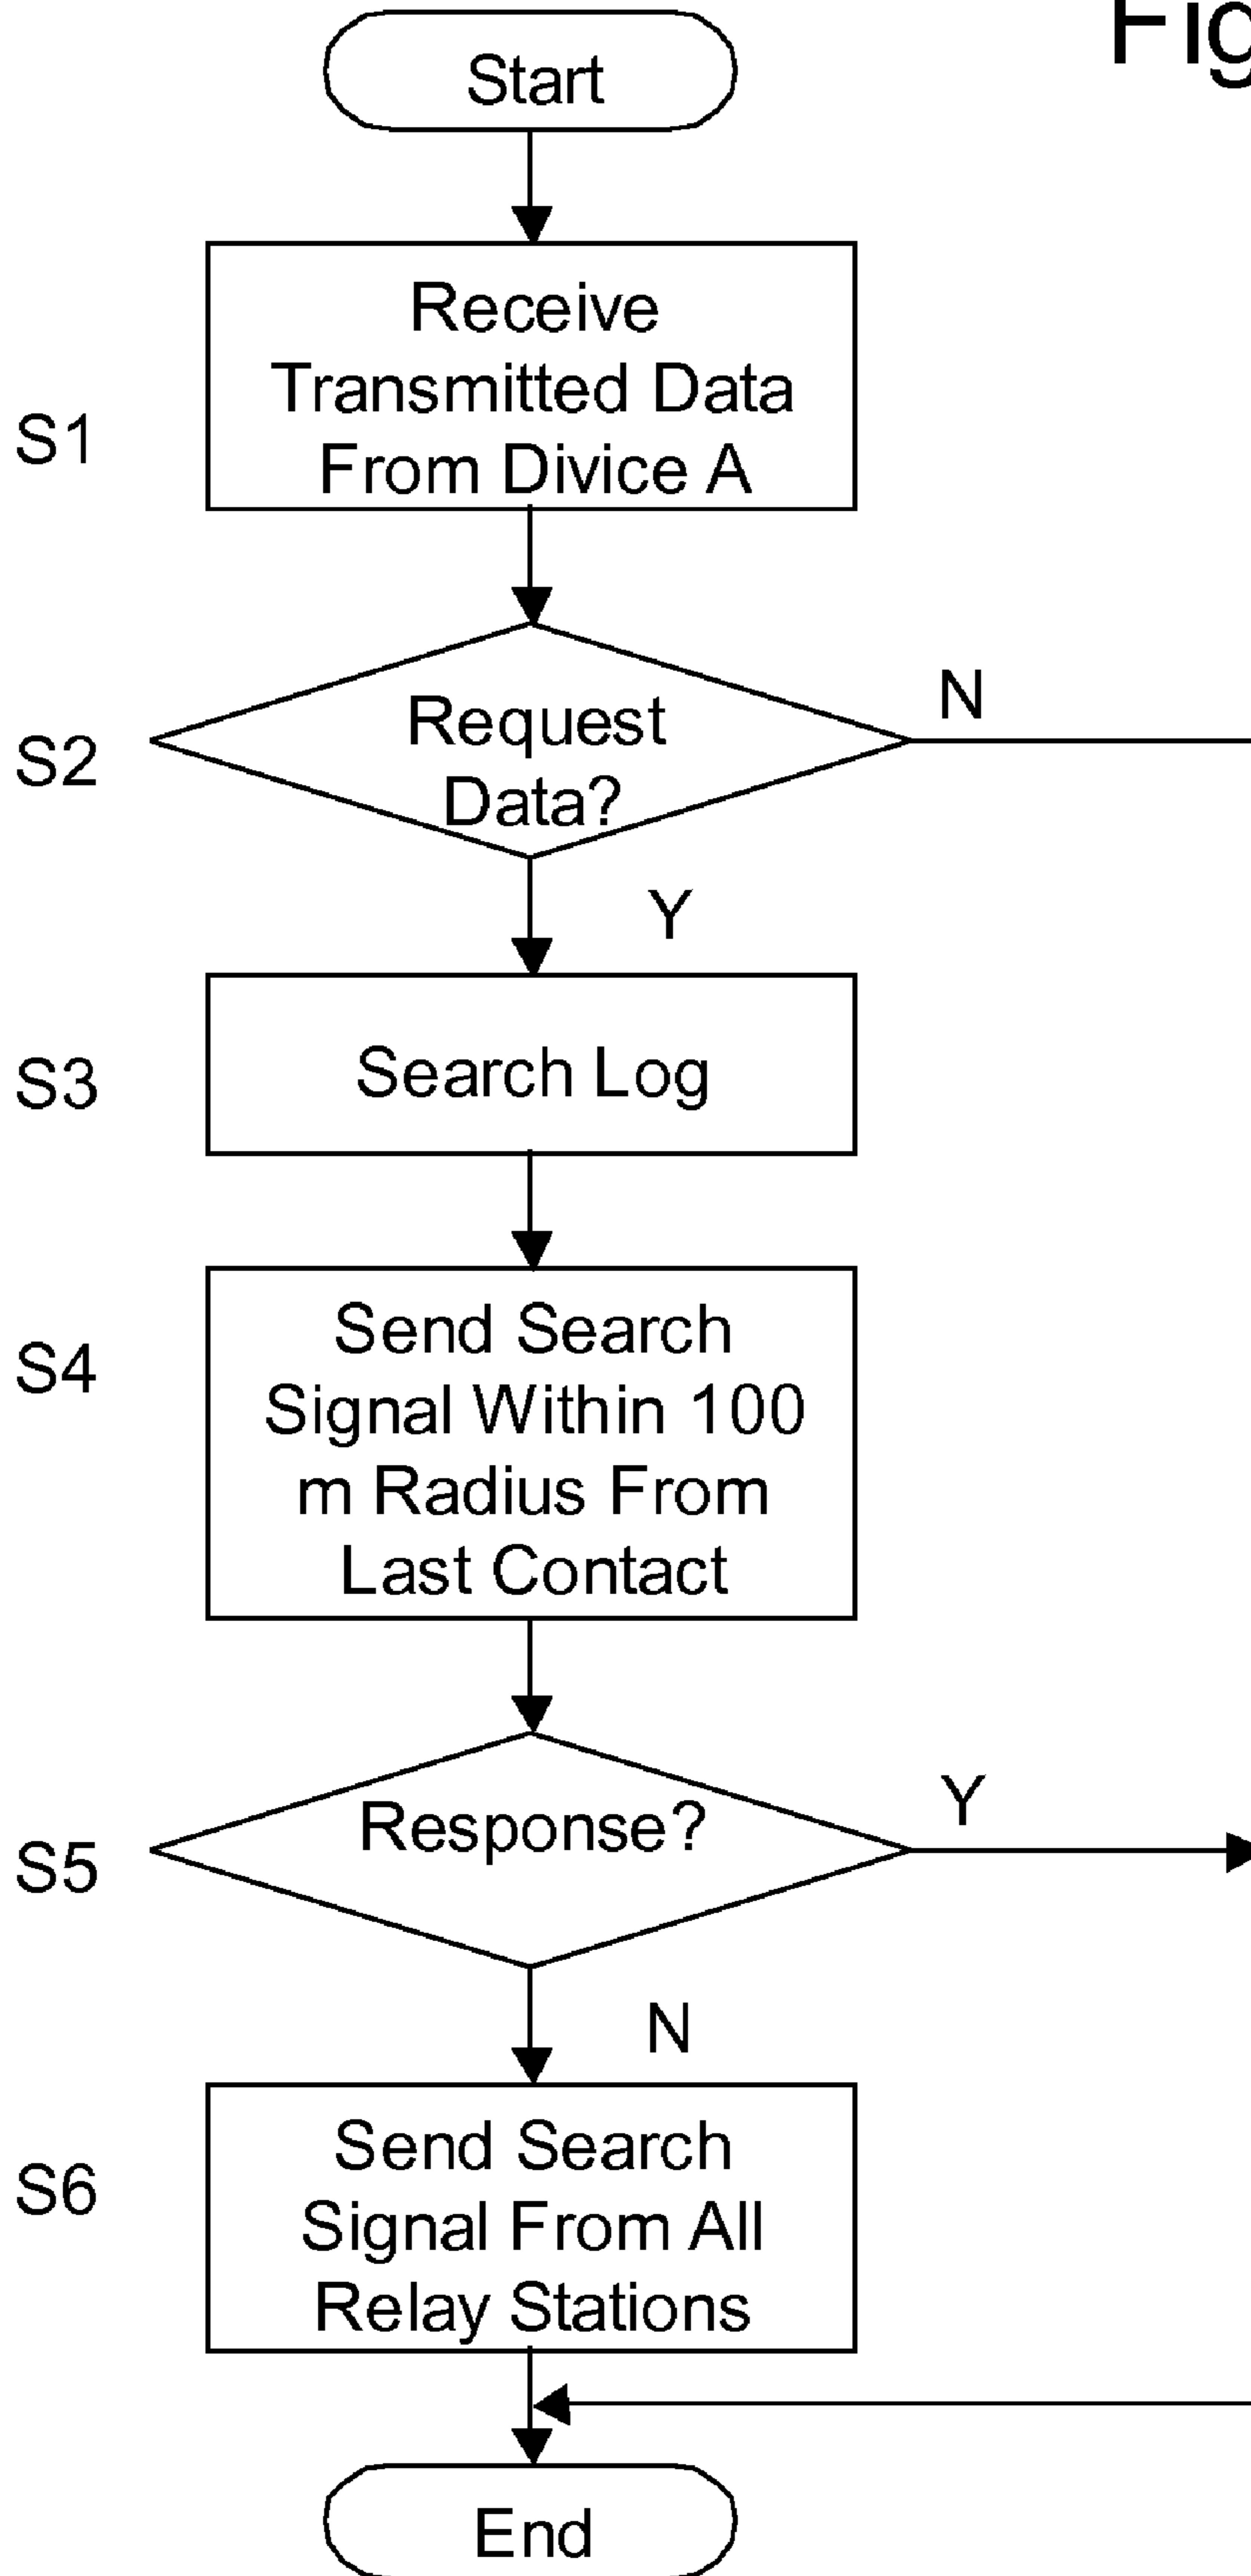 Fig
Start
S1
Receive
Transmitted Data
From Divice A
S2
Request
Data?
N
Y
S3
Search Log
S4
Send Search
Signal Within 100
m Radius From
Last Contact
S5
Response?
Y
N
S6
Send Search
Signal From All
Relay Stations
End